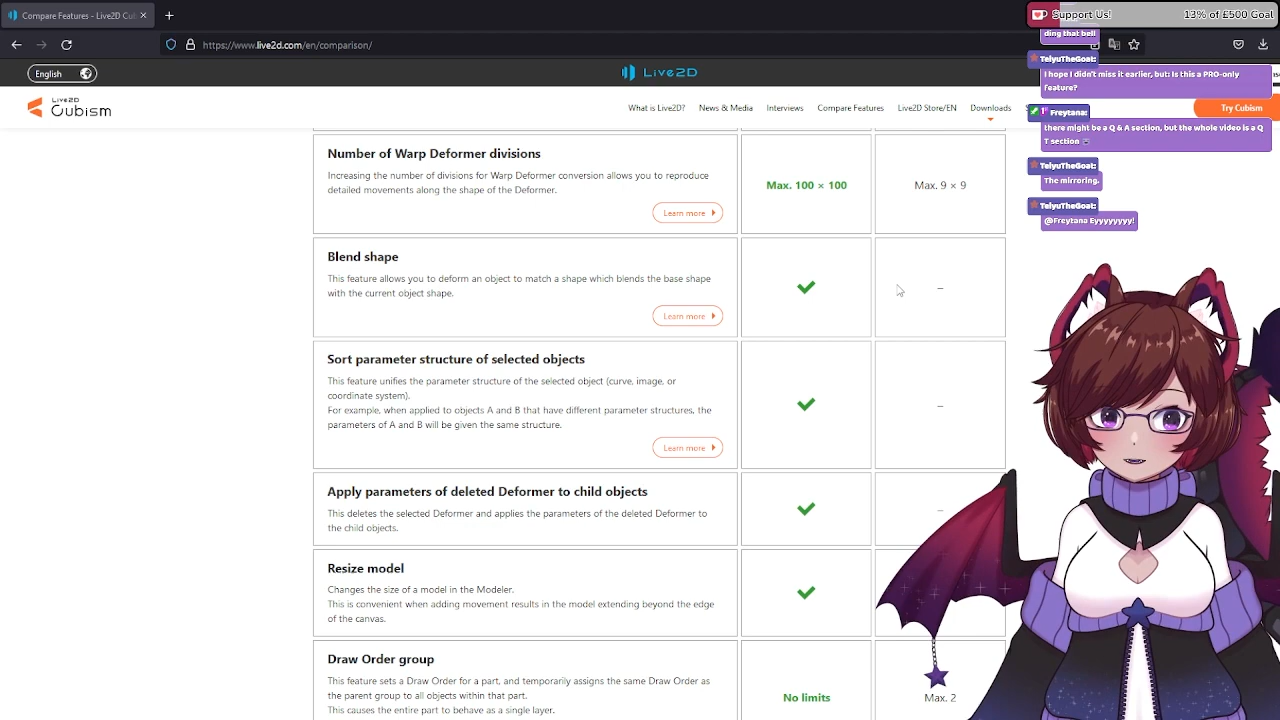 Compare Features - Live2D Cub
https://www.live2d.com/en/comparison/
Support Us!
13% of £500 Goal
English
Live2D
Live2D
Cubism
What is Live2D?
News & Media
Interviews
Compare Features
Live2D Store/EN
Downloads
Try Cubism
ding that bell
TeiyuTheGoat:
I hope I didn't miss it earlier, but: Is this a PRO-only
feature?
Freytana:
there might be a Q & A section, but the whole video is a Q
T section
TeiyuTheGoat:
The mirroring.
TeiyuTheGoat:
@Freytana Eyyyyyyyy!
Number of Warp Deformer divisions
Increasing the number of divisions for Warp Deformer conversion allows you to reproduce
detailed movements along the shape of the Deformer.
Learn more
Max. 100 × 100
Max. 9 × 9
Blend shape
This feature allows you to deform an object to match a shape which blends the base shape
with the current object shape.
Learn more
–
Sort parameter structure of selected objects
This feature unifies the parameter structure of the selected object (curve, image, or
coordinate system).
For example, when applied to objects A and B that have different parameter structures, the
parameters of A and B will be given the same structure.
Learn more
–
Apply parameters of deleted Deformer to child objects
This deletes the selected Deformer and applies the parameters of the deleted Deformer to
the child objects.
–
Resize model
Changes the size of a model in the Modeler.
This is convenient when adding movement results in the model extending beyond the edge
of the canvas.
Draw Order group
This feature sets a Draw Order for a part, and temporarily assigns the same Draw Order as
the parent group to all objects within that part.
This causes the entire part to behave as a single layer.
No limits
Max. 2